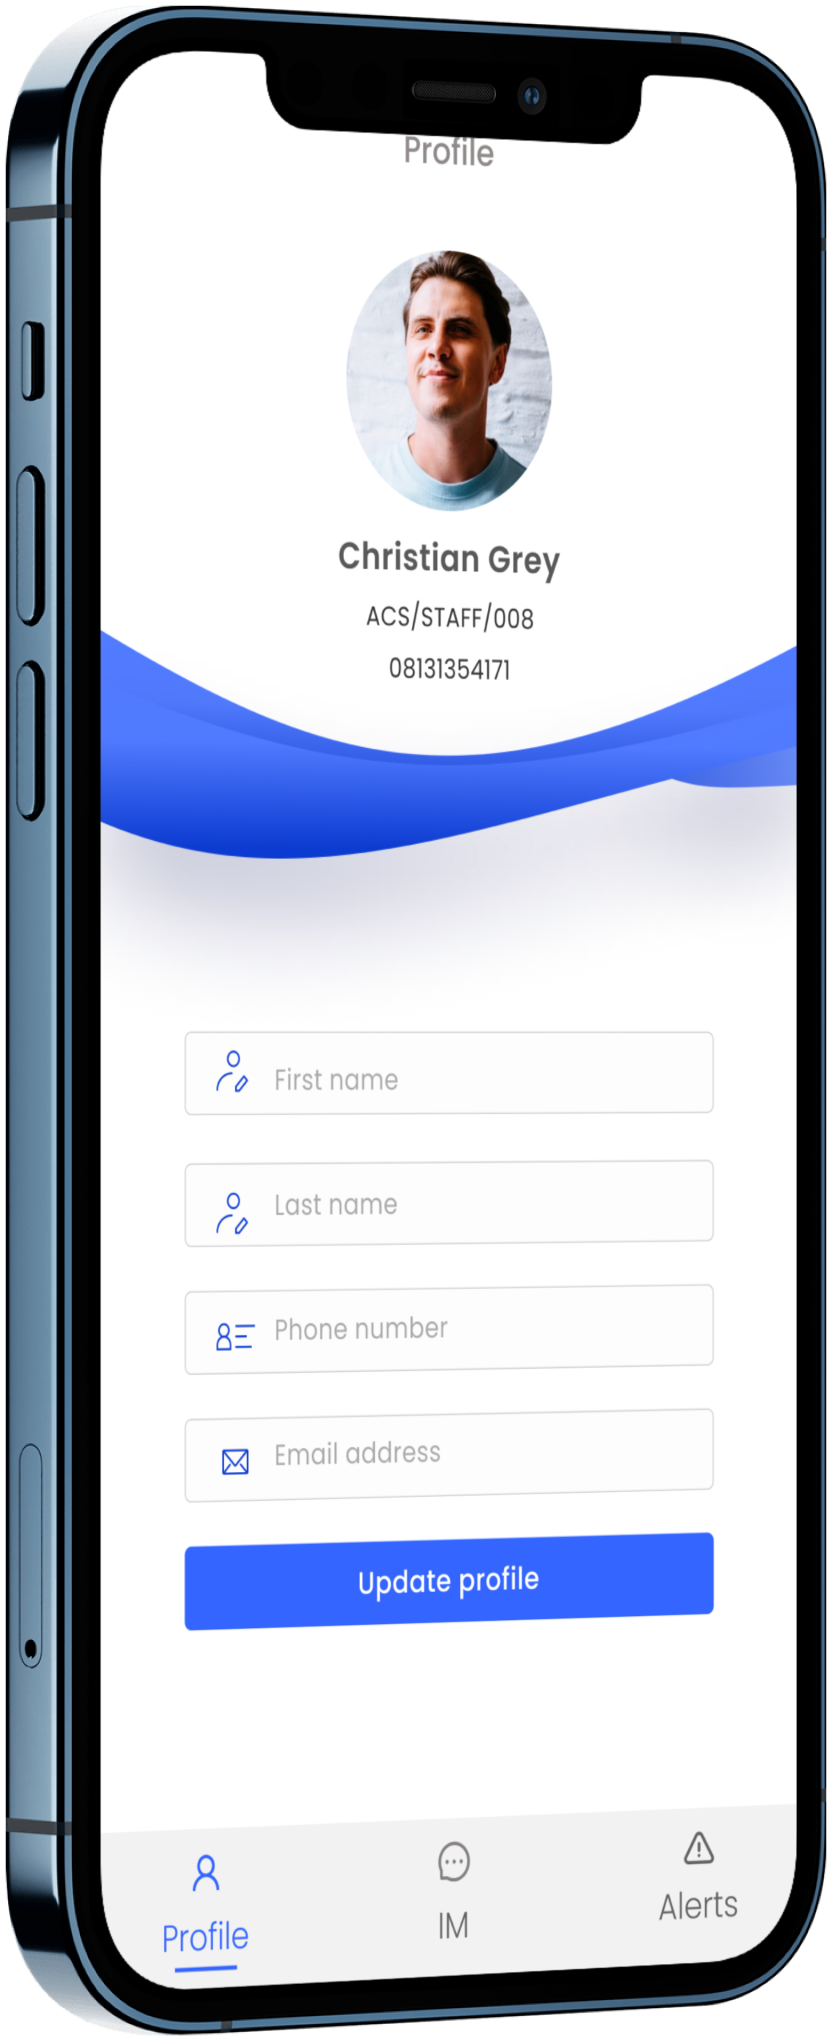 Profile
Christian Grey
ACS/STAFF/008
08131354171
First name
Last name
Phone number
Email address
Update profile
Profile
IM
Alerts